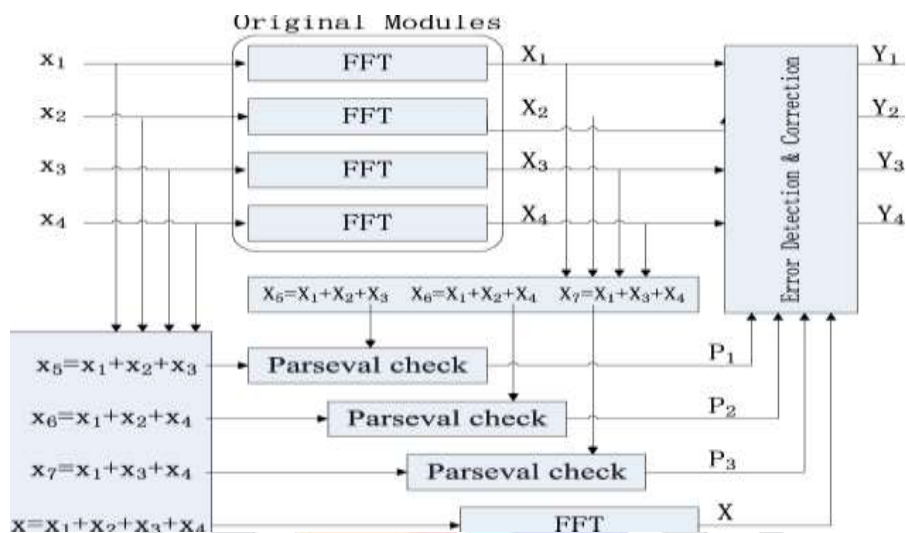 Original Modules
x₁ FFT X₁ Y₁
x₂ FFT X₂ Y₂
x₃ FFT X₃ Y₃
x₄ FFT X₄ Y₄
Error Detection & Correction
X₅=X₁+X₂+X₃ X₆=X₁+X₂+X₄ X₇=X₁+X₃+X₄
x₅=x₁+x₂+x₃ Parseval check P₁
x₆=x₁+x₂+x₄ Parseval check P₂
x₇=x₁+x₃+x₄ Parseval check P₃
x=x₁+x₂+x₃+x₄ FFT X